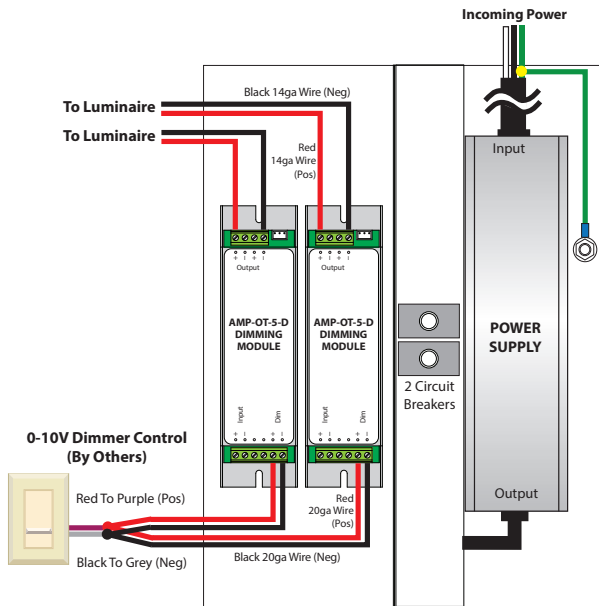 Incoming Power
Black 14ga Wire (Neg)
To Luminaire
To Luminaire
Red
14ga Wire
(Pos)
Input
+ I + I
Output
AMP-OT-5-D
DIMMING
MODULE
Input
+ I
Dim
+ I
+ I + I
Output
AMP-OT-5-D
DIMMING
MODULE
Input
+ I
Dim
+ I
2 Circuit
Breakers
POWER
SUPPLY
Output
0-10V Dimmer Control
(By Others)
Red To Purple (Pos)
Black To Grey (Neg)
Red
20ga Wire
(Pos)
Black 20ga Wire (Neg)